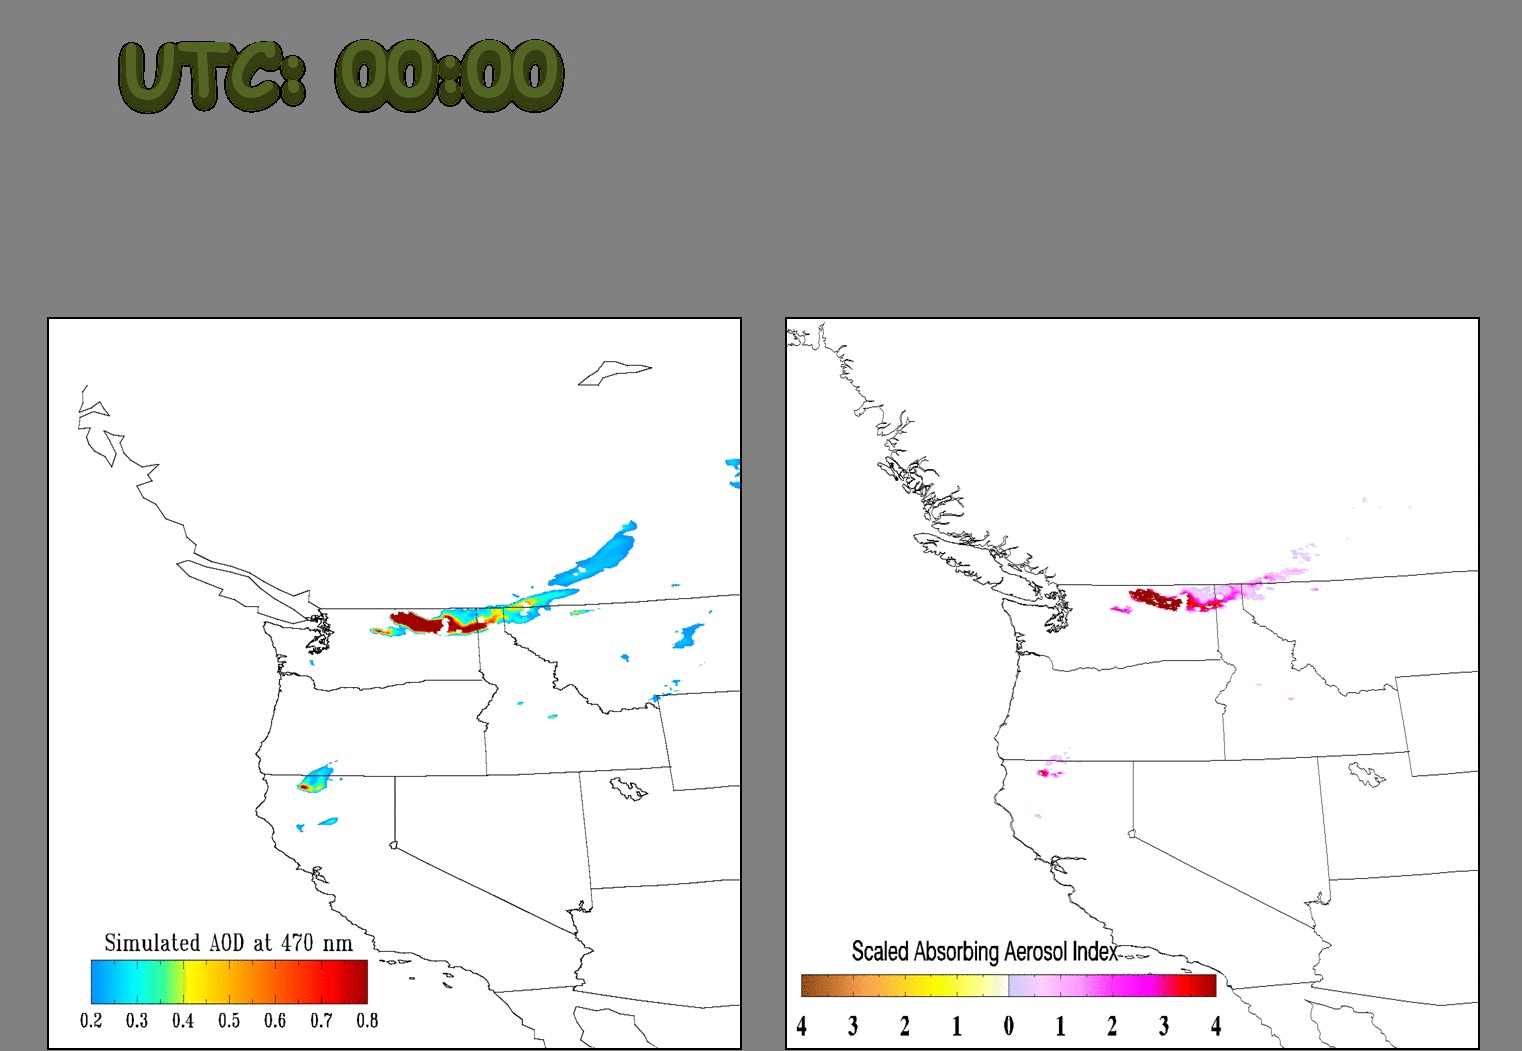 UTC: 00:00
Simulated AOD at 470 nm
0.2 0.3 0.4 0.5 0.6 0.7 0.8
Scaled Absorbing Aerosol Index
4 3 2 1 0 1 2 3 4